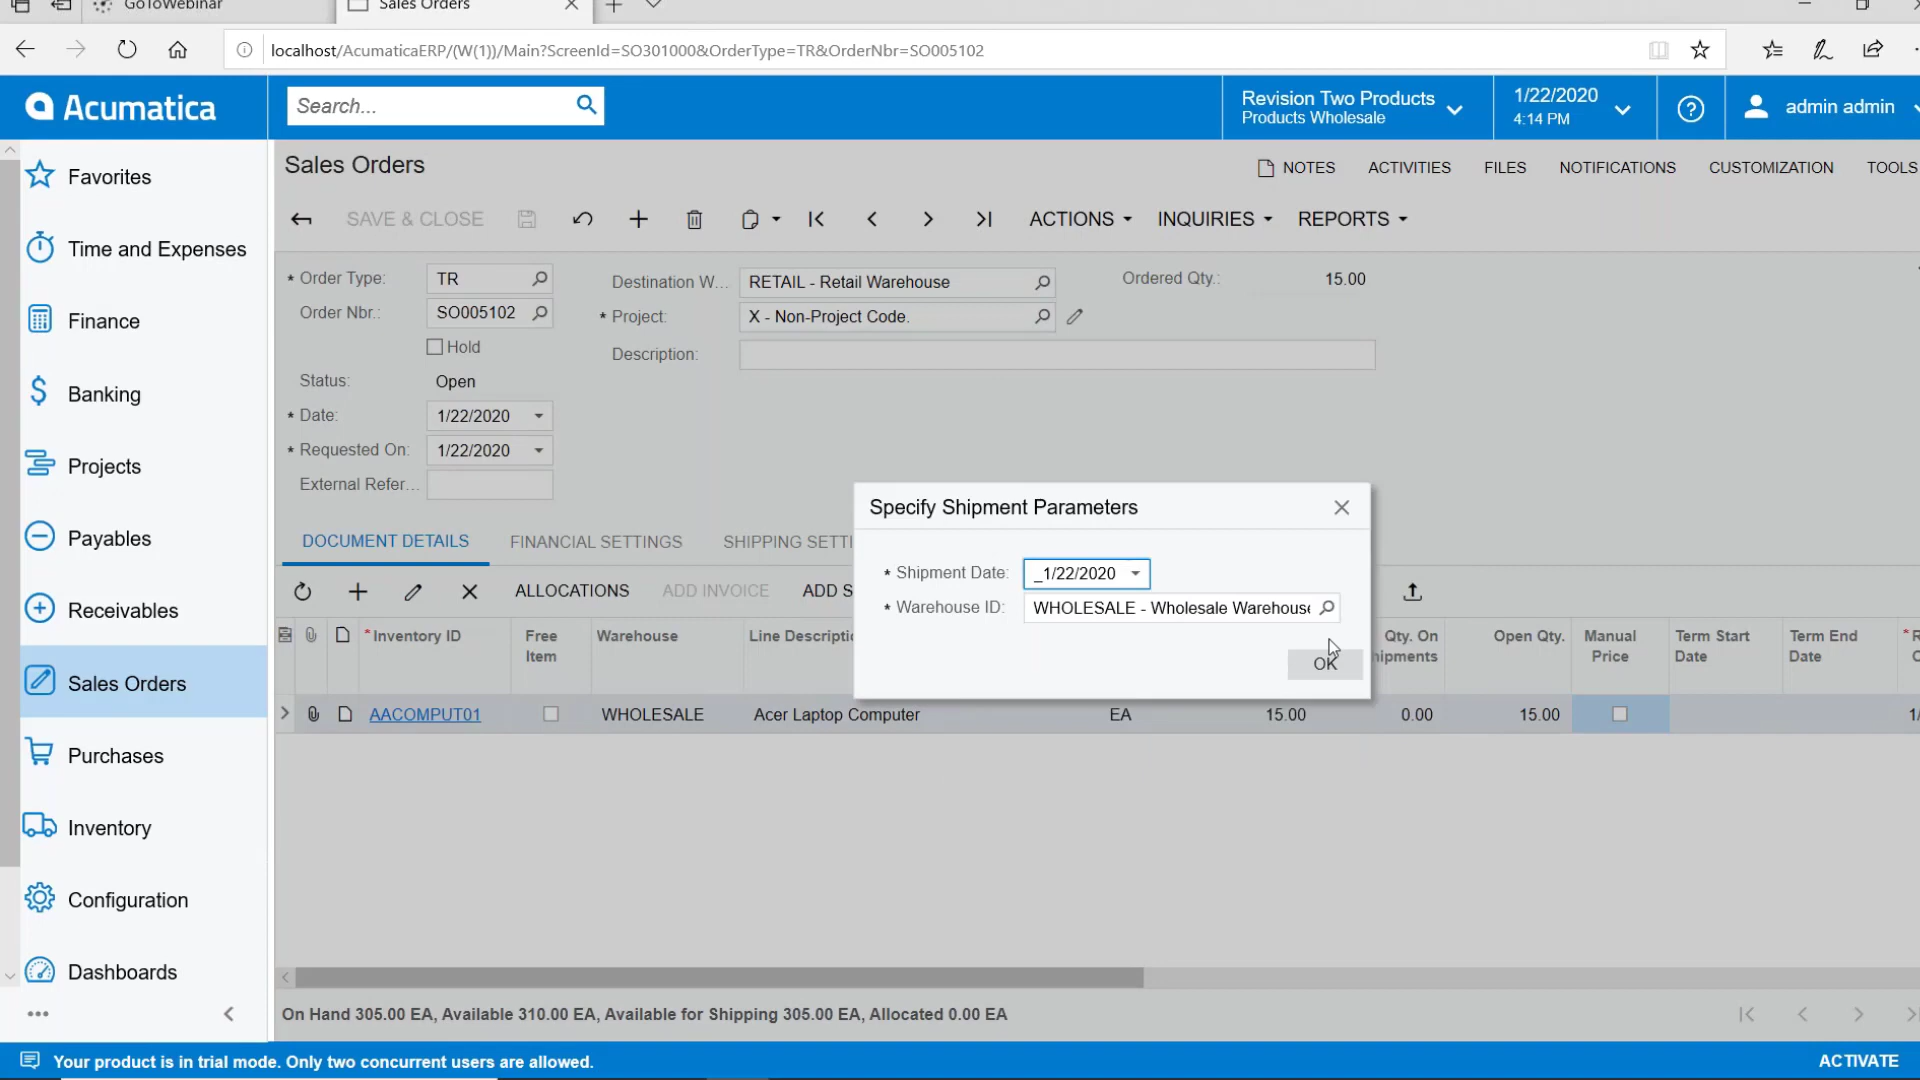 GoToWebinar
Sales Orders
localhost/AcumaticaERP/(W(1))/Main?ScreenId=SO301000&OrderType=TR&OrderNbr=SO005102
Acumatica
Search...
Revision Two Products
Products Wholesale
1/22/2020
4:14 PM
admin admin
Favorites
Time and Expenses
Finance
Banking
Projects
Payables
Receivables
Sales Orders
Purchases
Inventory
Configuration
Dashboards
Sales Orders
NOTES ACTIVITIES FILES NOTIFICATIONS CUSTOMIZATION TOOLS
SAVE & CLOSE ACTIONS INQUIRIES REPORTS
* Order Type: TR
Order Nbr.: SO005102
Hold
Status: Open
* Date: 1/22/2020
* Requested On: 1/22/2020
External Refer...
Destination W... RETAIL - Retail Warehouse
* Project: X - Non-Project Code.
Description:
Ordered Qty.: 15.00
DOCUMENT DETAILS FINANCIAL SETTINGS SHIPPING SETTI
ALLOCATIONS ADD INVOICE ADD S
Specify Shipment Parameters
* Shipment Date: _1/22/2020
* Warehouse ID: WHOLESALE - Wholesale Warehouse
OK
* Inventory ID Free Item Warehouse Line Descriptio Qty. On hipments Open Qty. Manual Price Term Start Date Term End Date
AACOMPUT01 WHOLESALE Acer Laptop Computer EA 15.00 0.00 15.00 1/
On Hand 305.00 EA, Available 310.00 EA, Available for Shipping 305.00 EA, Allocated 0.00 EA
Your product is in trial mode. Only two concurrent users are allowed.
ACTIVATE